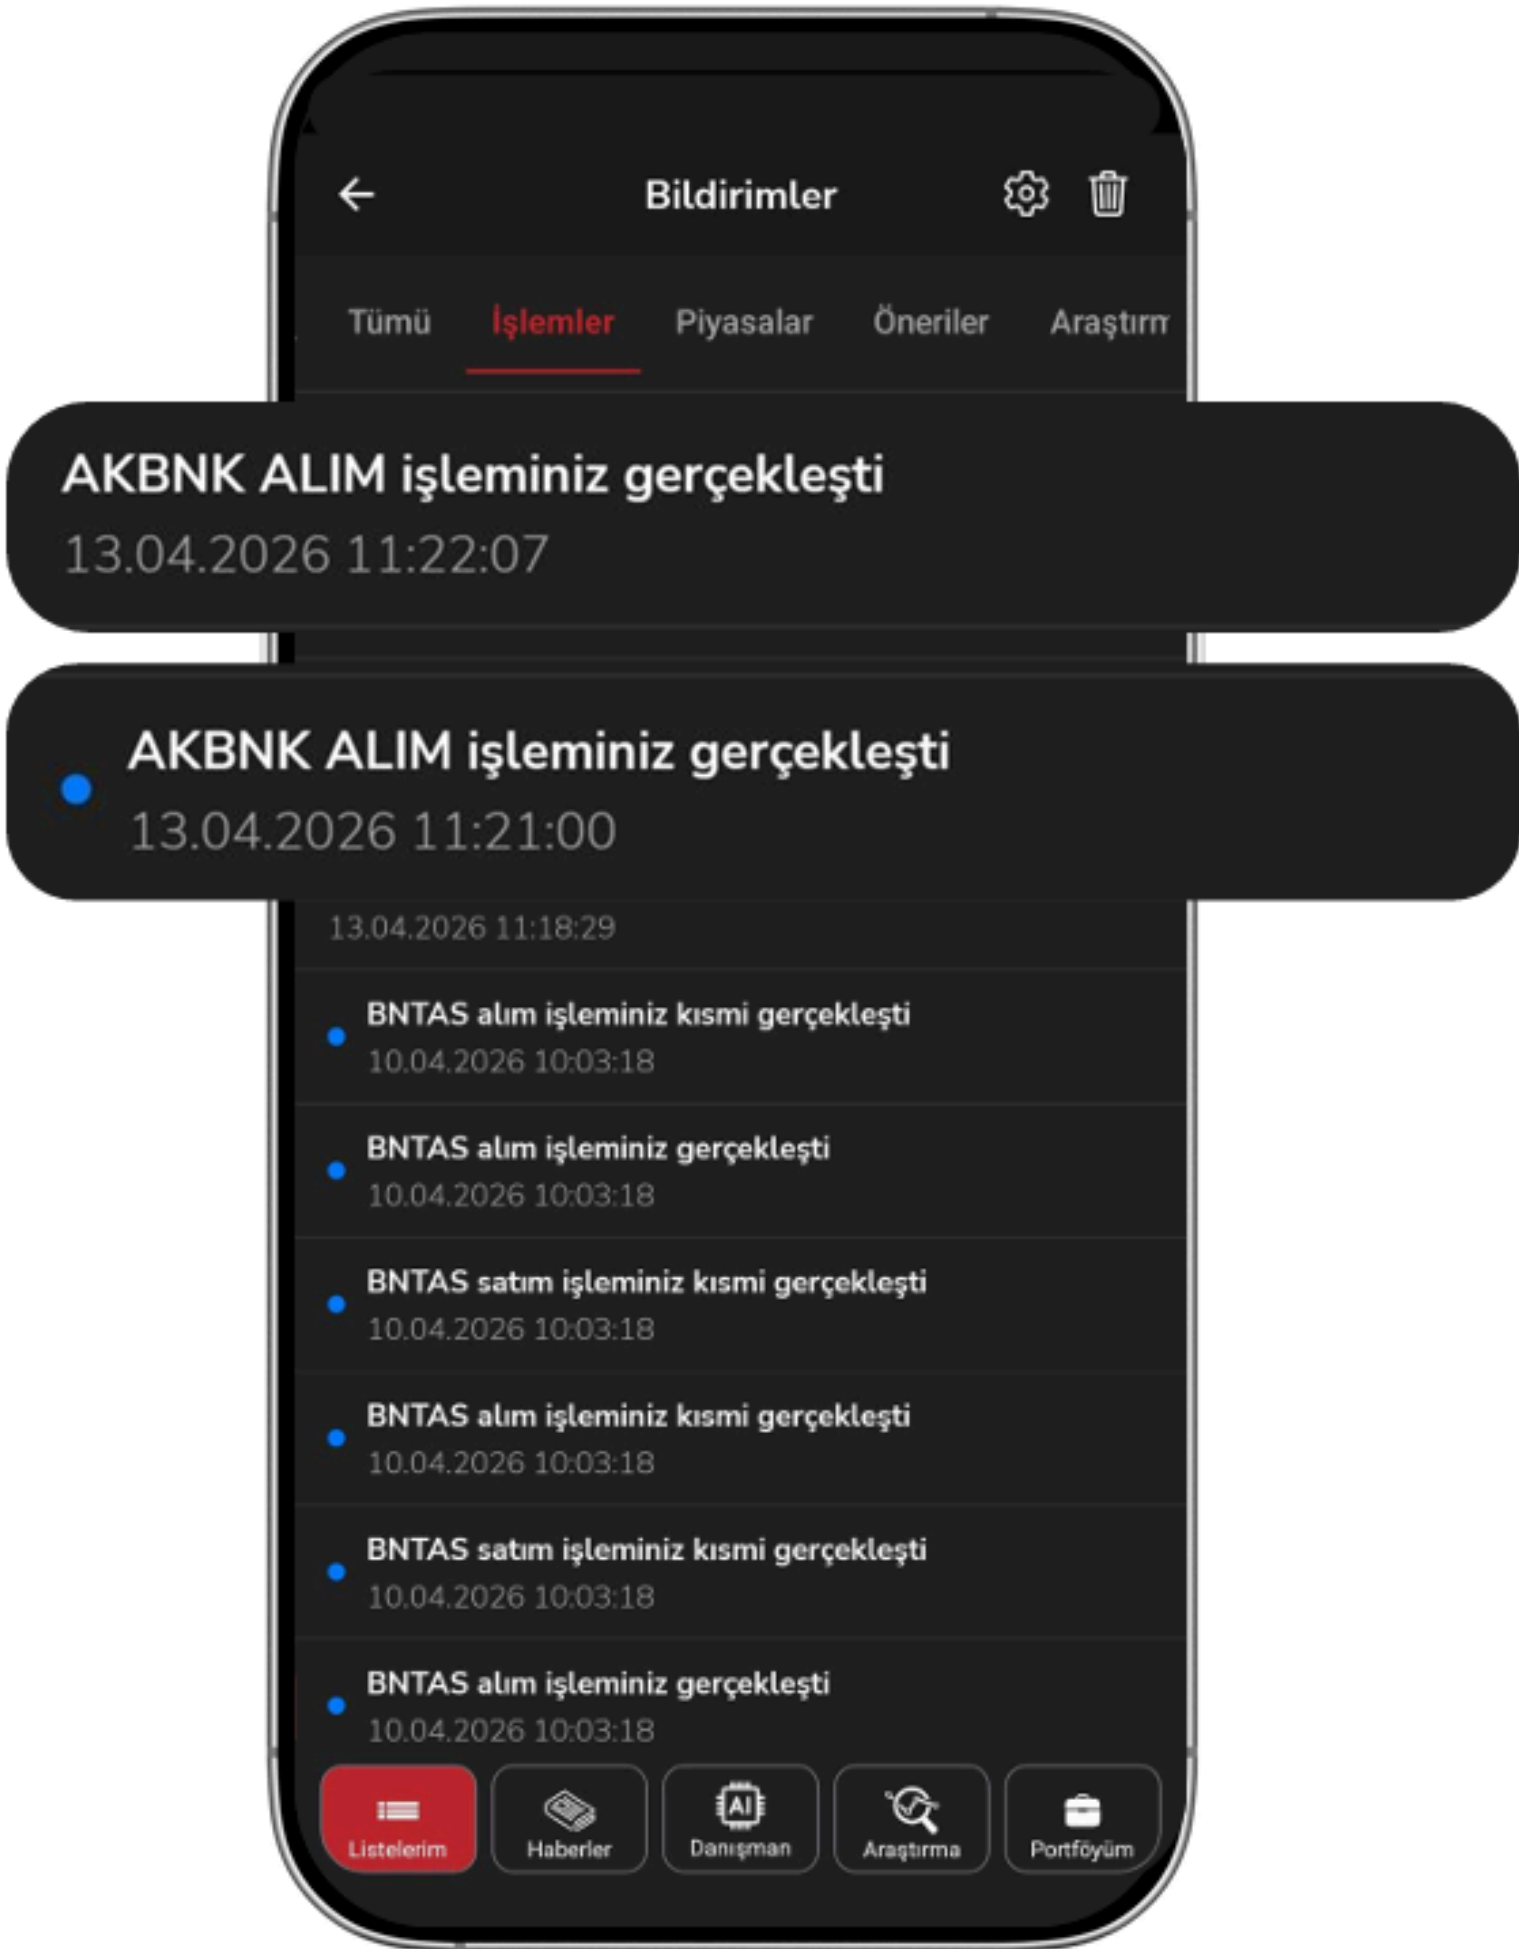 Bildirimler
Tümü İşlemler Piyasalar Öneriler
AKBNK ALIM işleminiz gerçekleşti
13.04.2026 11:22:07
AKBNK ALIM işleminiz gerçekleşti
13.04.2026 11:21:00
13.04.2026 11:18:29
BNTAS alım işleminiz kısmi gerçekleşti
10.04.2026 10:03:18
BNTAS alım işleminiz gerçekleşti
10.04.2026 10:03:18
BNTAS satım işleminiz kısmi gerçekleşti
10.04.2026 10:03:18
BNTAS alım işleminiz kısmi gerçekleşti
10.04.2026 10:03:18
BNTAS satım işleminiz kısmi gerçekleşti
10.04.2026 10:03:18
BNTAS alım işleminiz gerçekleşti
10.04.2026 10:03:18
AI
Listelerim Haberler Danışman Araştırma Portföyüm